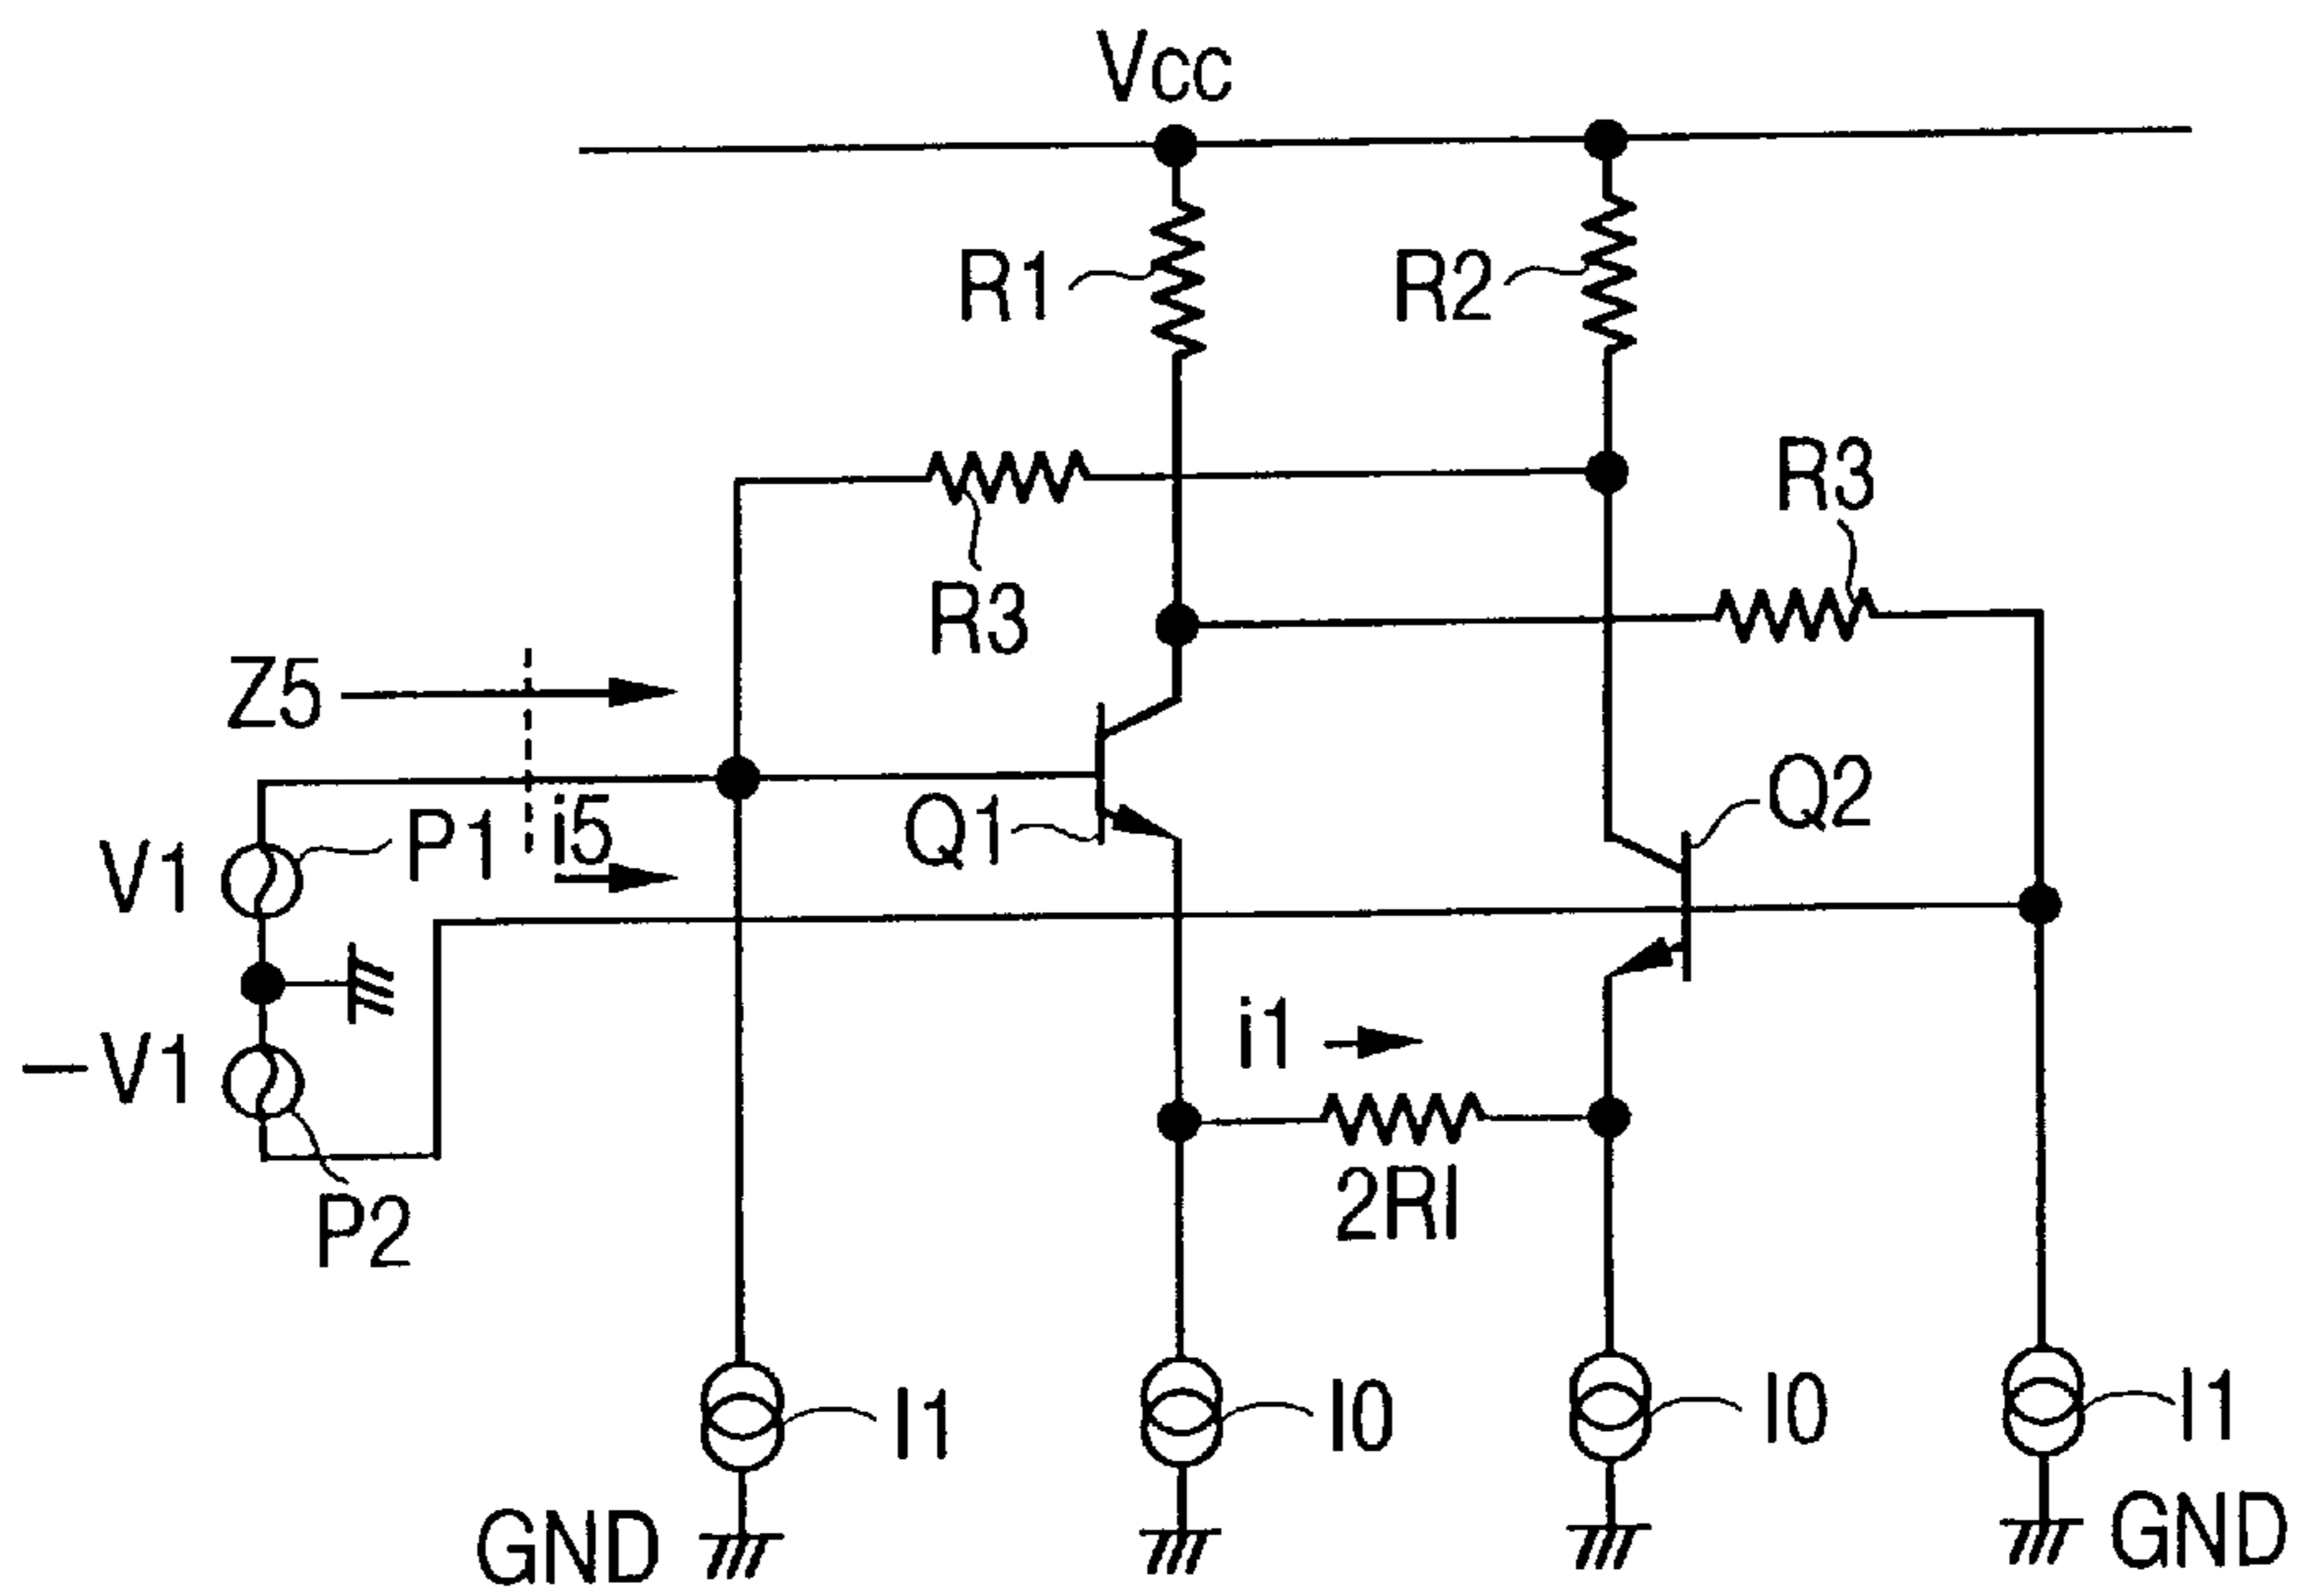 Vcc
R1
R2
R3
R3
Z5
i5
Q1
Q2
V1
P1
−V1
P2
i1
2RI
I1
I0
I0
I1
GND
GND